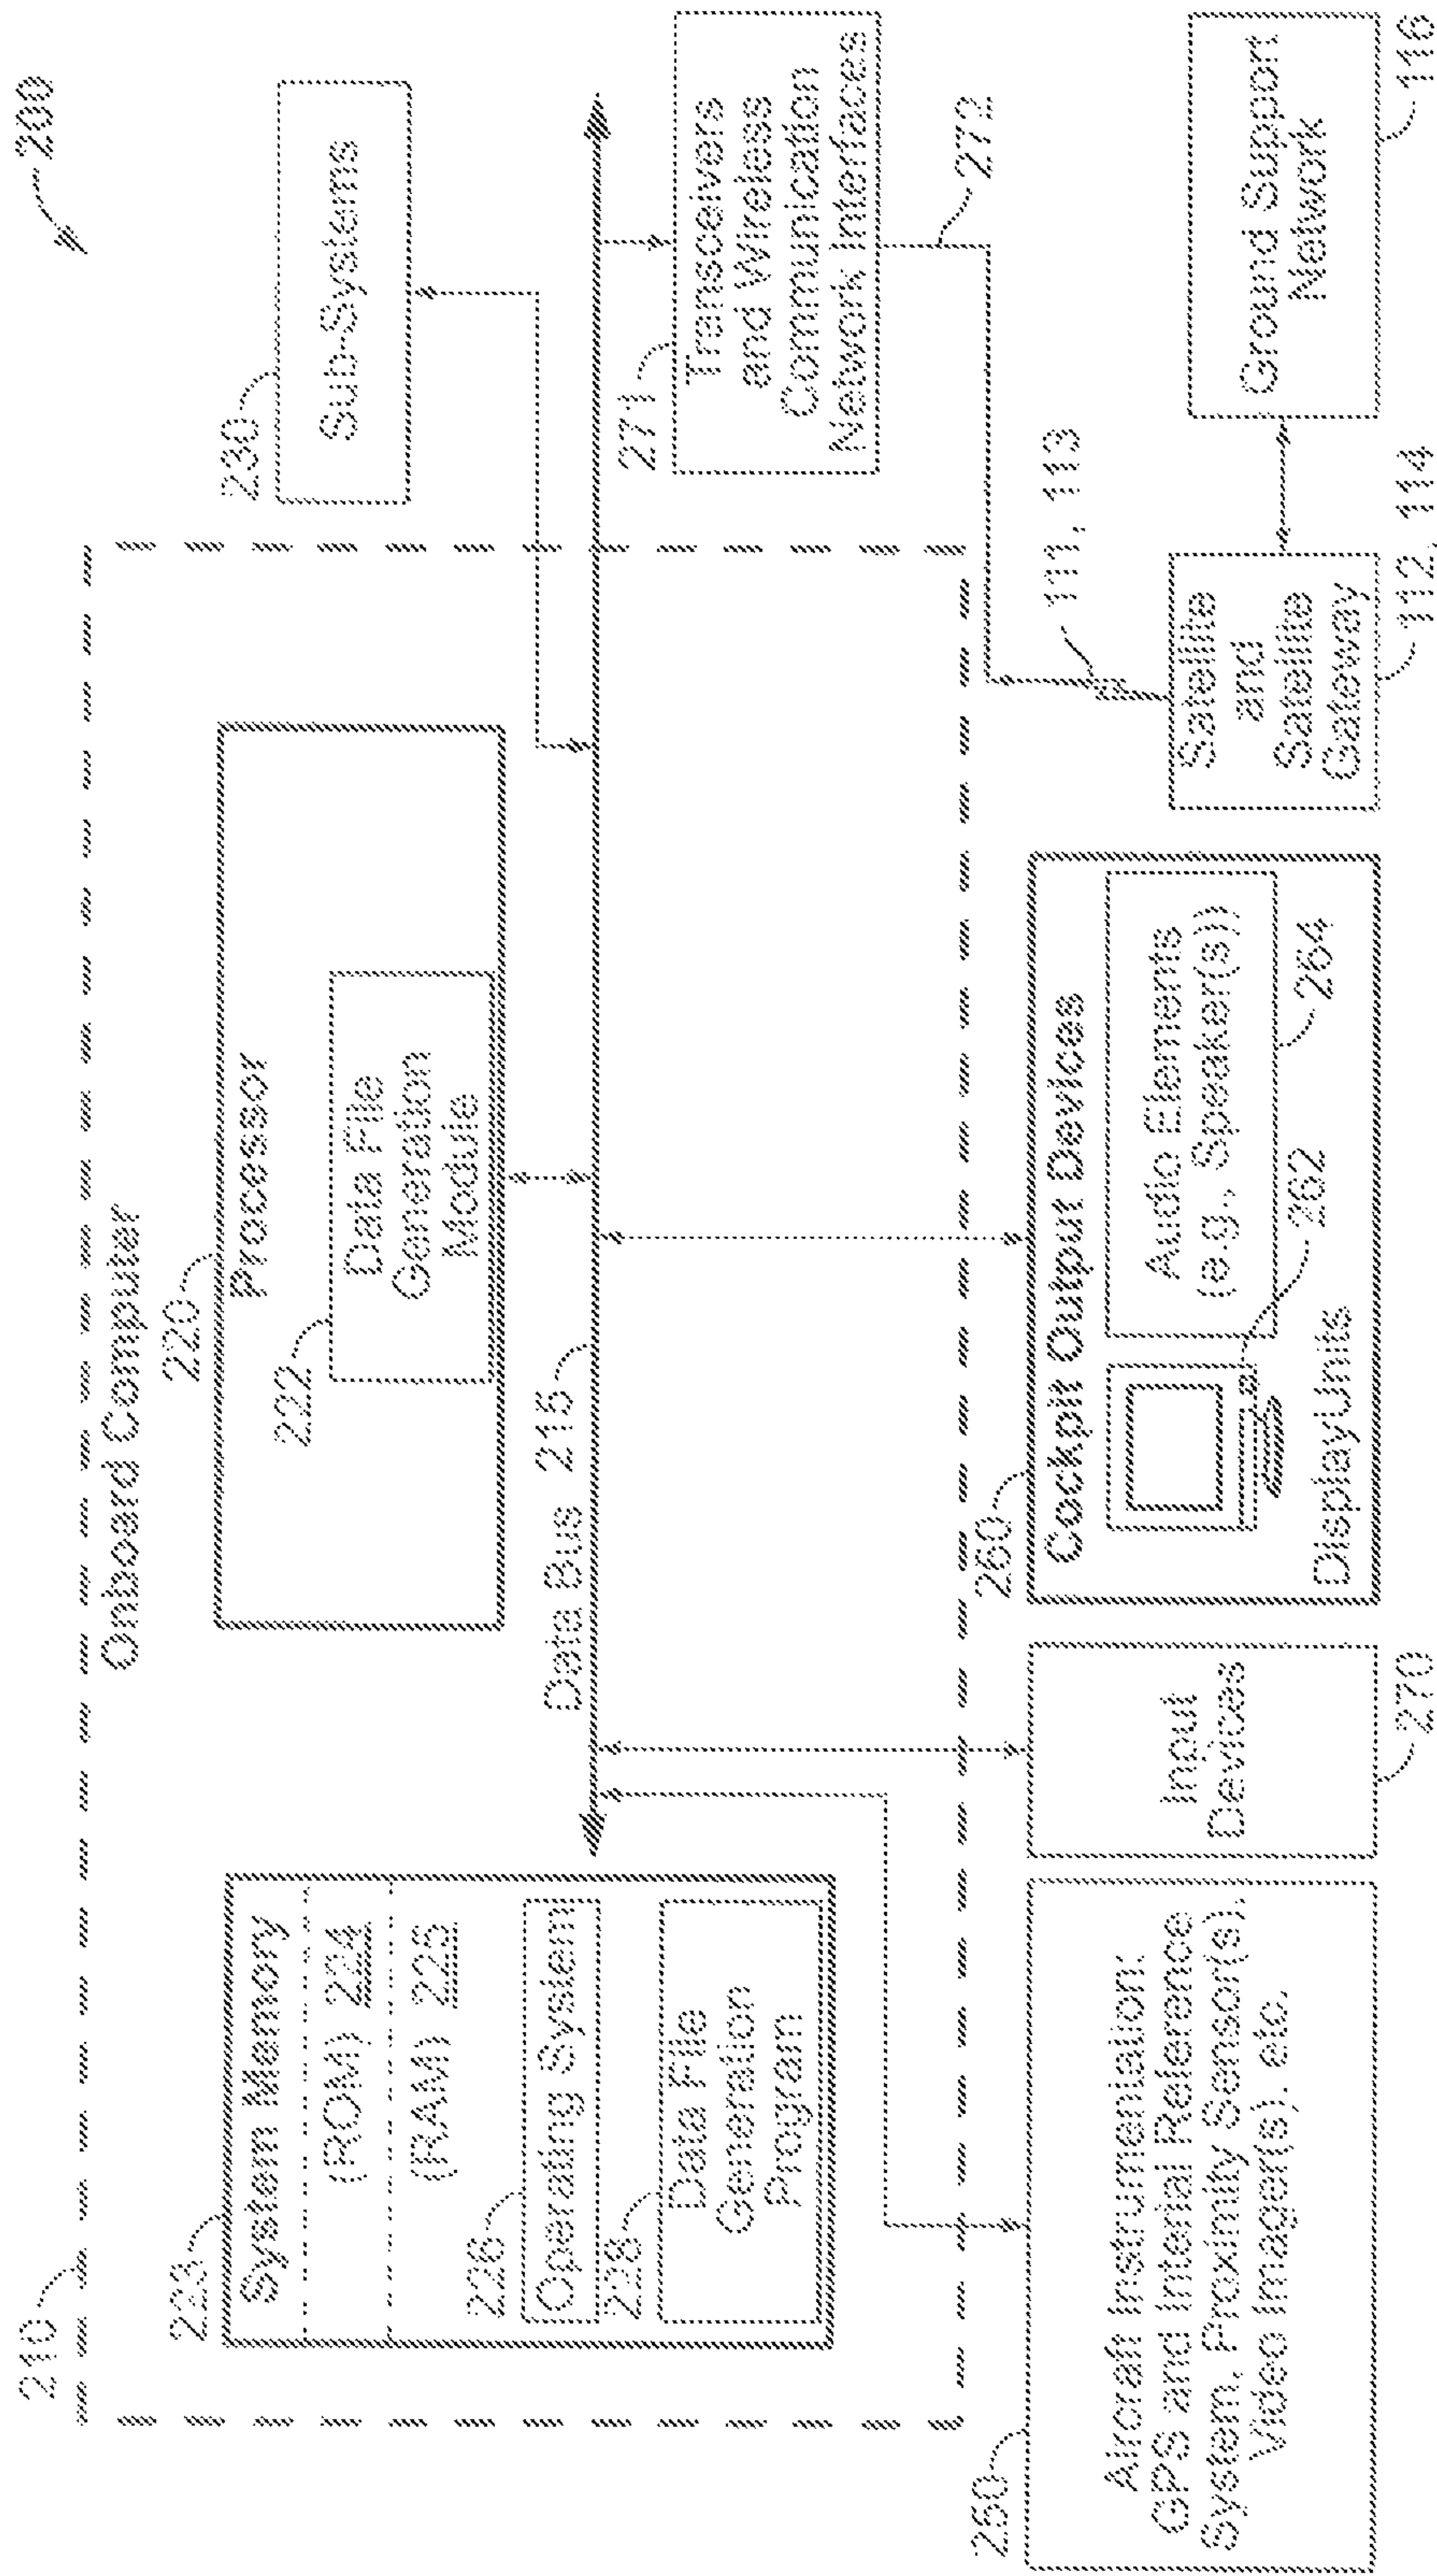 200
210
Onboard Computer
223
System Memory
(ROM) 224
(RAM) 225
226
Operating System
228
Data File
Generation
Program
220
Processor
222
Data File
Generation
Module
Data Bus 215
230
Sub-Systems
271
Transceivers
and Wireless
Communication
Network Interfaces
272
250
Aircraft Instrumentation:
GPS and Interial Reference
System, Proximity Sensor(s),
Video Imager(s), etc.
Input
Devices
270
260
Cockpit Output Devices
Audio Elements
(e.g., Speaker(s))
264
262
DisplayUnits
111, 113
Satellite
and
Satellite
Gateway
112, 114
Ground Support
Network
116